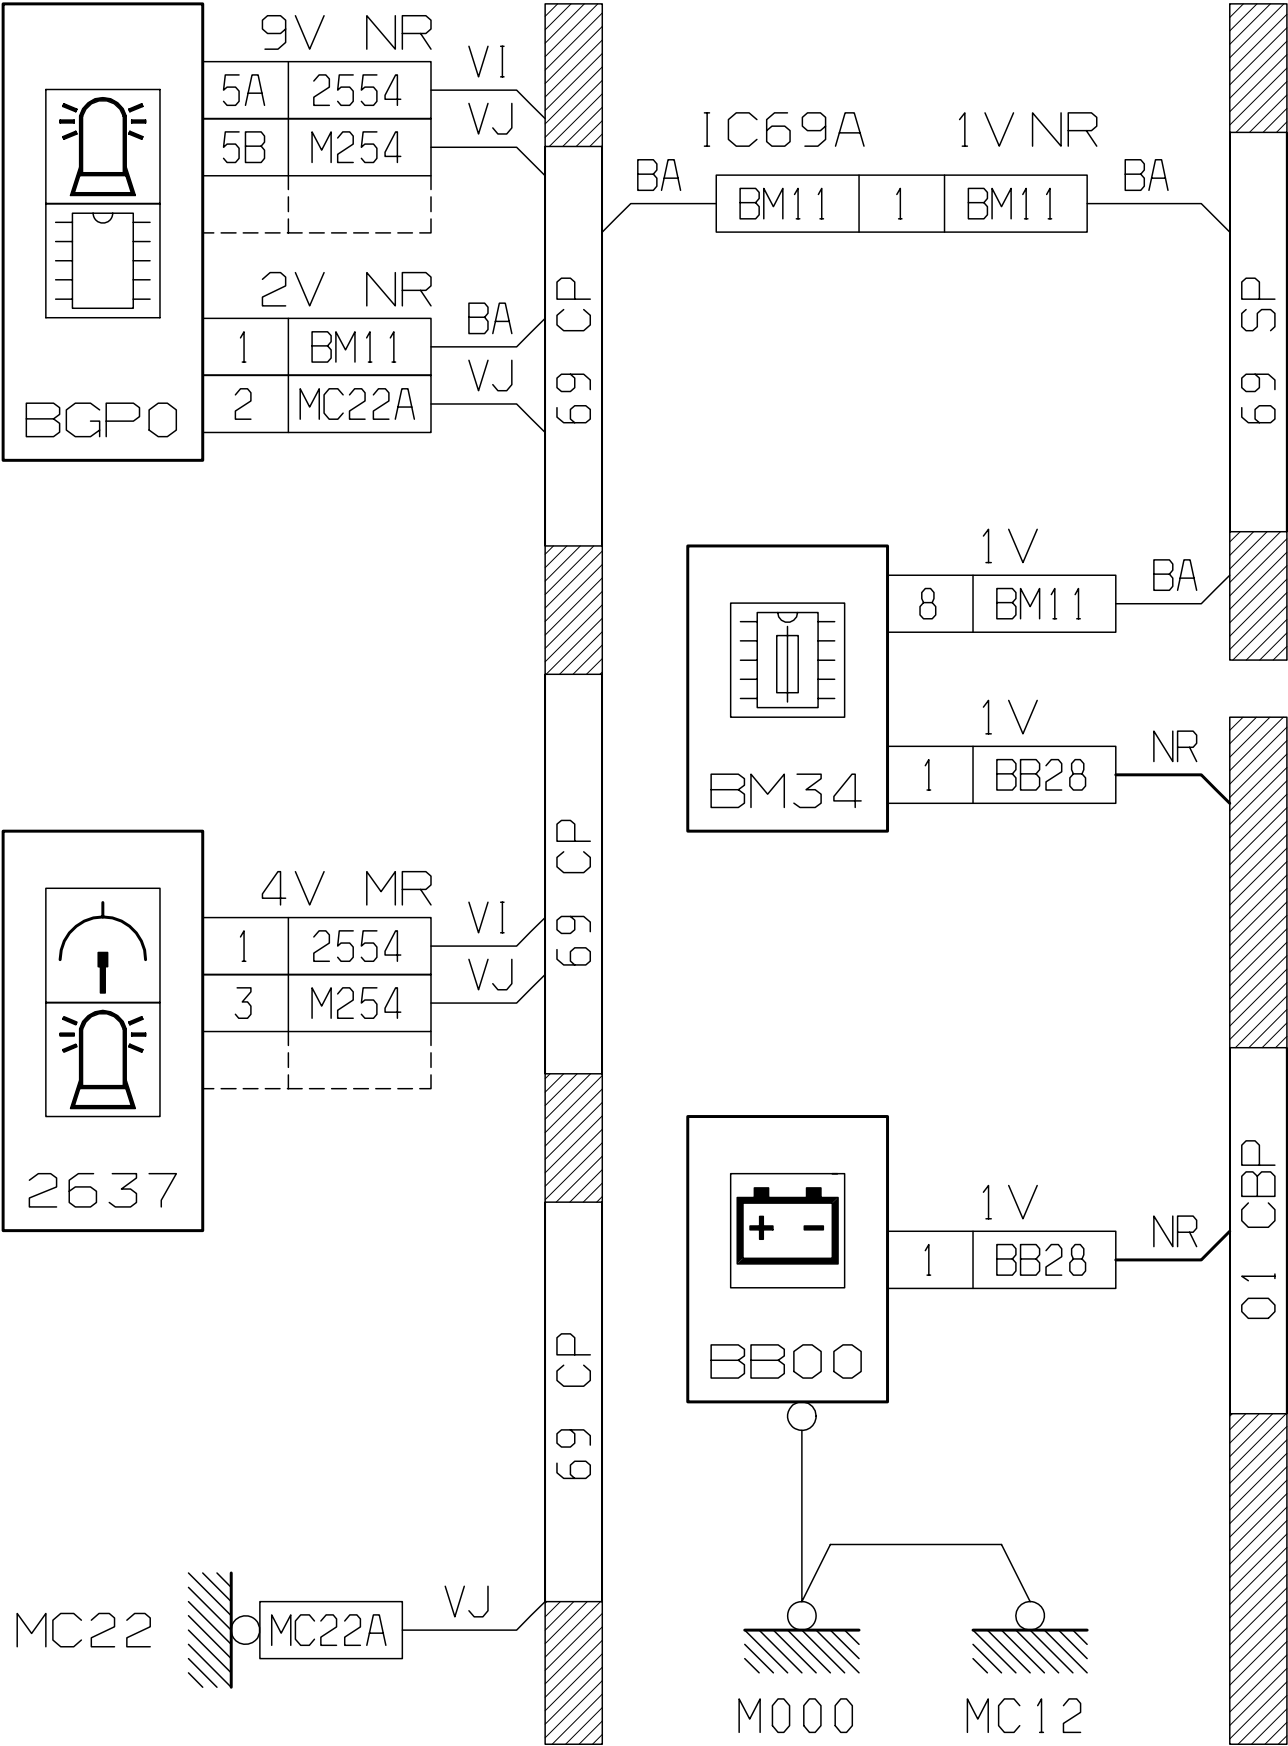 9V NR
5A 2554 VI
5B M254 VJ
2V NR
1 BM11 BA
2 MC22A VJ
BGP0
69 CP
BA
IC69A 1V NR
BM11 1 BM11
BA
69 SP
1V
8 BM11 BA
1V
1 BB28 NR
BM34
4V MR
1 2554 VI
3 M254 VJ
2637
69 CP
1V
1 BB28 NR
BB00
01 CBP
69 CP
MC22 MC22A VJ
M000 MC12